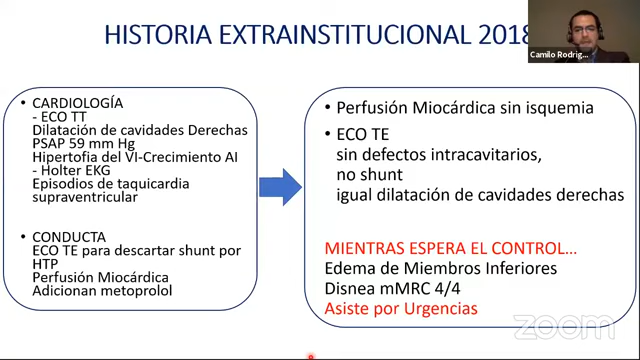 HISTORIA EXTRAINSTITUCIONAL 2018
Camilo Rodrig...
• CARDIOLOGÍA
- ECO TT
Dilatación de cavidades Derechas
PSAP 59 mm Hg
Hipertofia del VI-Crecimiento AI
- Holter EKG
Episodios de taquicardia
supraventricular
• CONDUCTA
ECO TE para descartar shunt por
HTP
Perfusión Miocárdica
Adicionan metoprolol
• Perfusión Miocárdica sin isquemia
• ECO TE
sin defectos intracavitarios,
no shunt
igual dilatación de cavidades derechas
MIENTRAS ESPERA EL CONTROL...
Edema de Miembros Inferiores
Disnea mMRC 4/4
Asiste por Urgencias
zoom